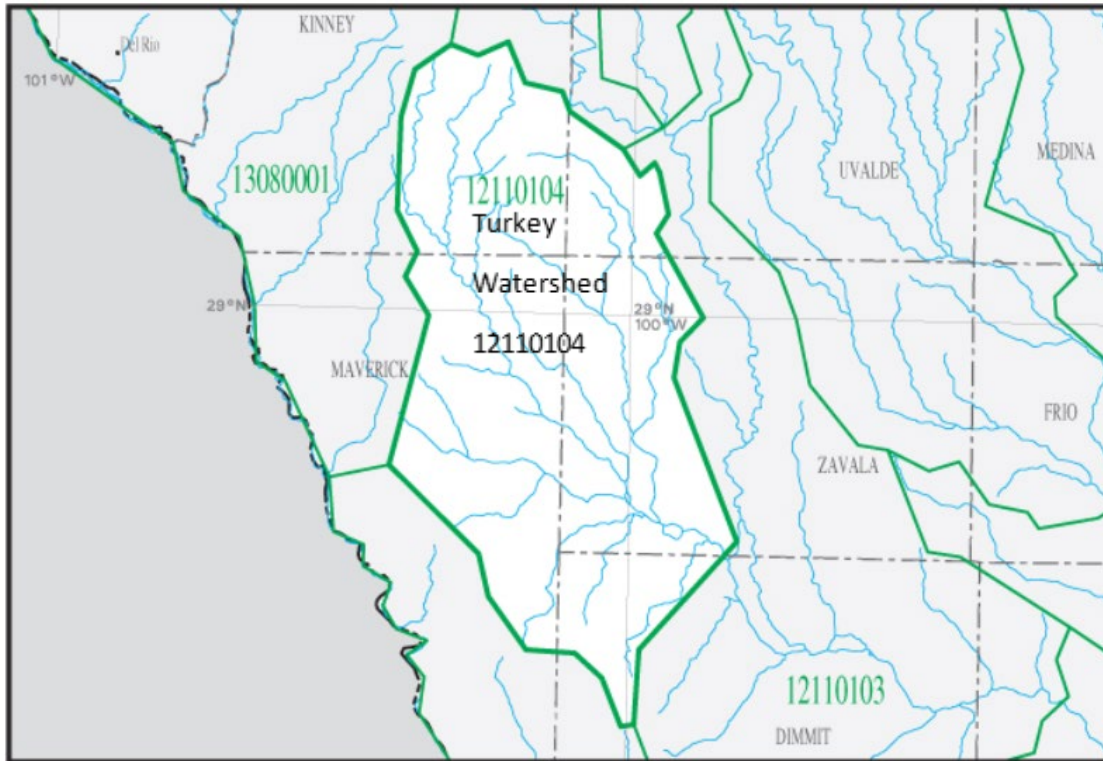 KINNEY
Del Rio
101°W
MEDINA
UVALDE
13080001
12110104
Turkey
Watershed
29°N
29°N
100°W
12110104
MAVERICK
FRIO
ZAVALA
12110103
DIMMIT